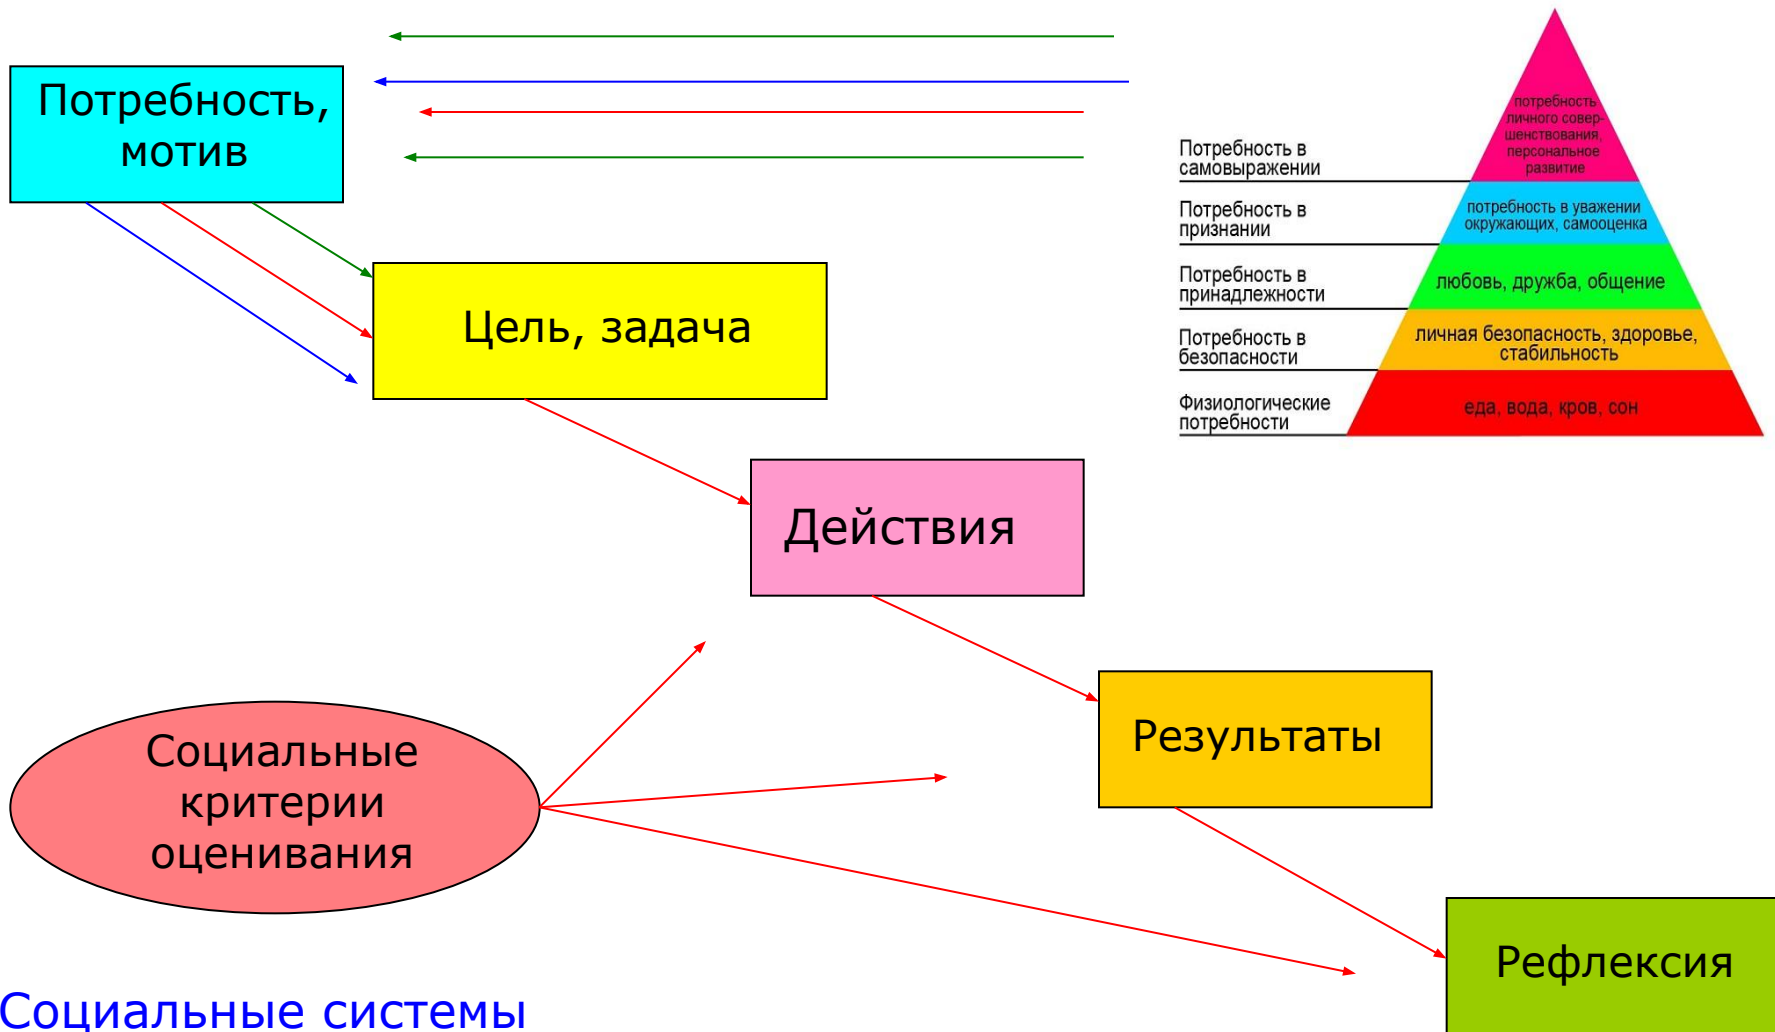 Потребность,
мотив
Цель, задача
Действия
Результаты
Рефлексия
Социальные
критерии
оценивания
Социальные системы
потребность
личного совер-
шенствования,
персональное
развитие
Потребность в
самовыражении
потребность в уважении
окружающих, самооценка
Потребность в
признании
любовь, дружба, общение
Потребность в
принадлежности
личная безопасность, здоровье,
стабильность
Потребность в
безопасности
еда, вода, кров, сон
Физиологические
потребности